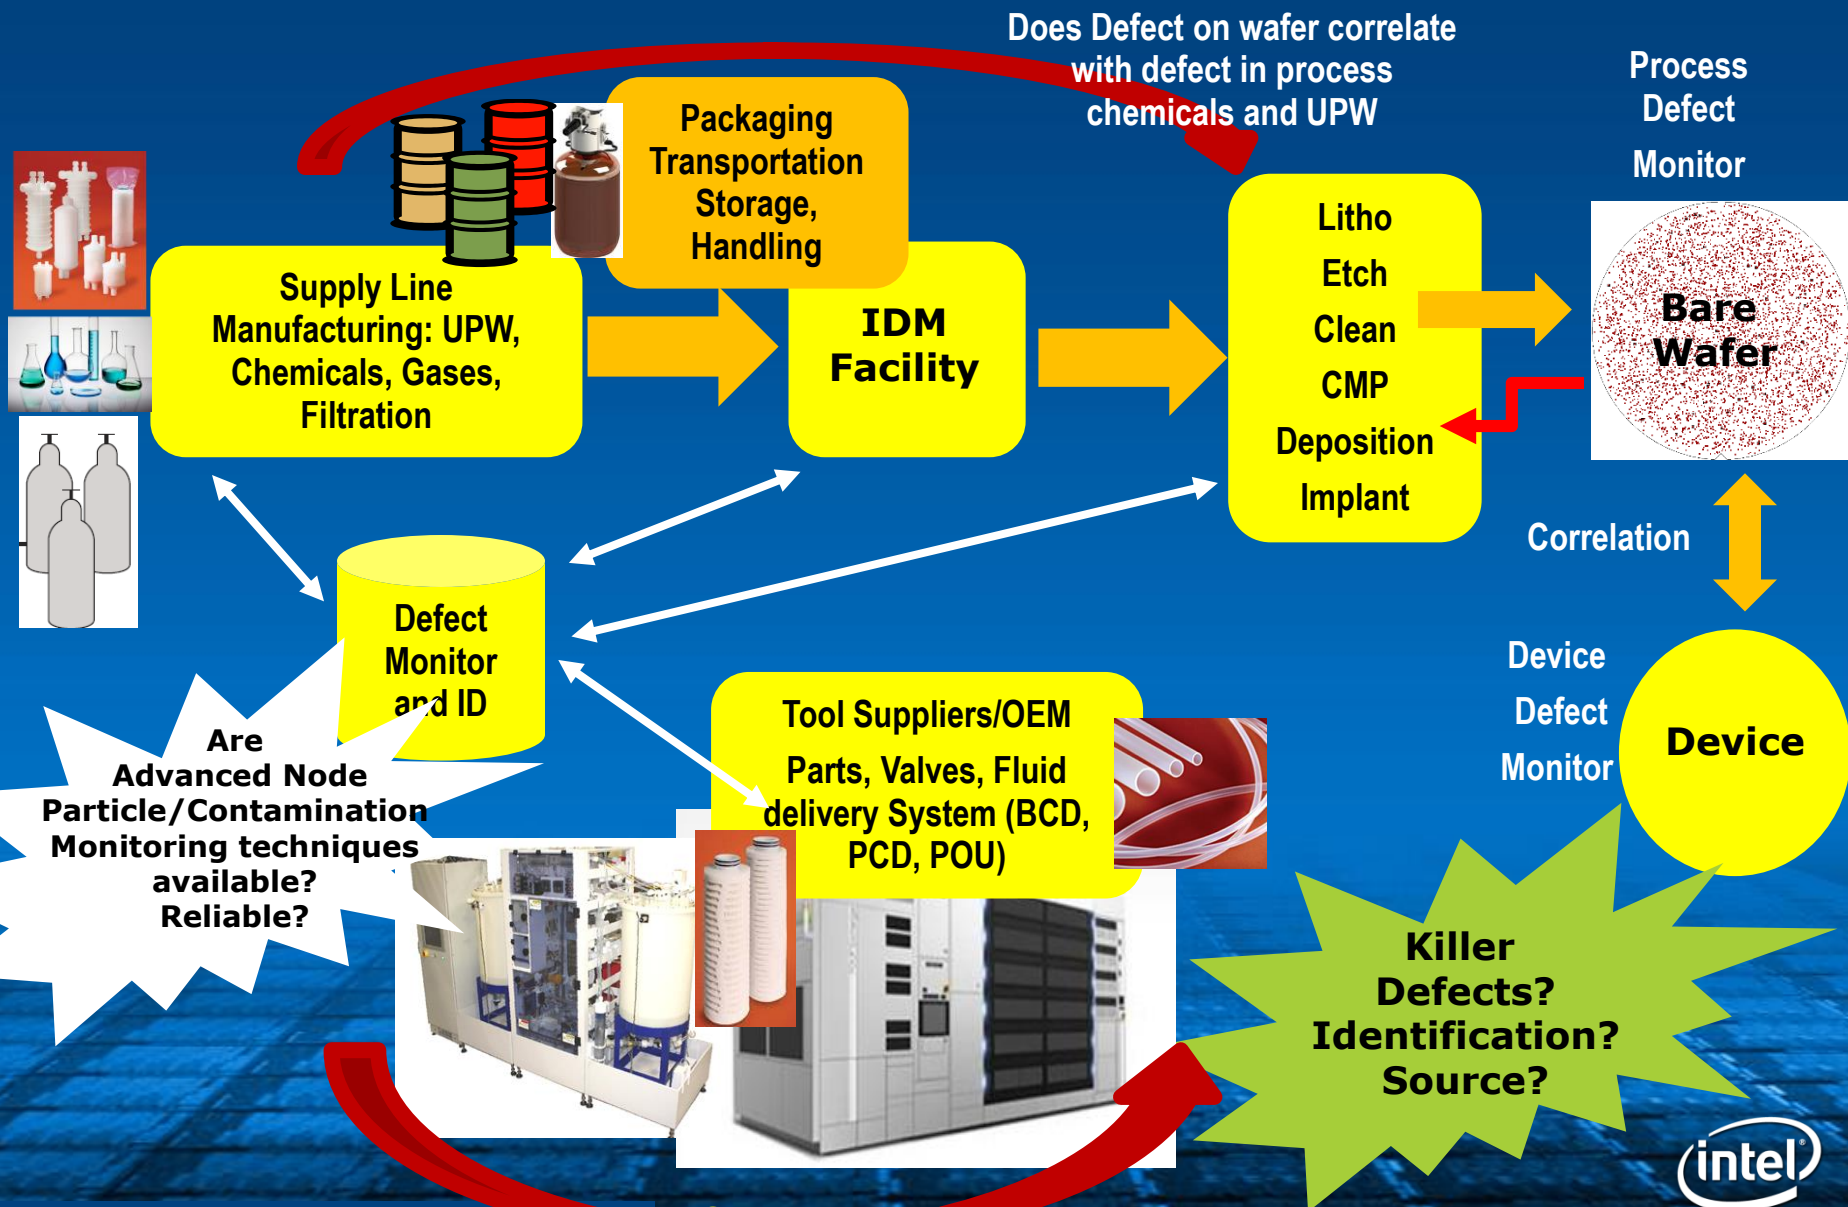 Does Defect on wafer correlate
with defect in process
chemicals and UPW
Process
Defect
Monitor
Packaging
Transportation
Storage,
Handling
Supply Line
Manufacturing: UPW,
Chemicals, Gases,
Filtration
IDM
Facility
Litho
Etch
Clean
CMP
Deposition
Implant
Bare
Wafer
Correlation
Defect
Monitor
and ID
Device
Defect
Monitor
Device
Are
Advanced Node
Particle/Contamination
Monitoring techniques
available?
Reliable?
Tool Suppliers/OEM
Parts, Valves, Fluid
delivery System (BCD,
PCD, POU)
Killer
Defects?
Identification?
Source?
intel®